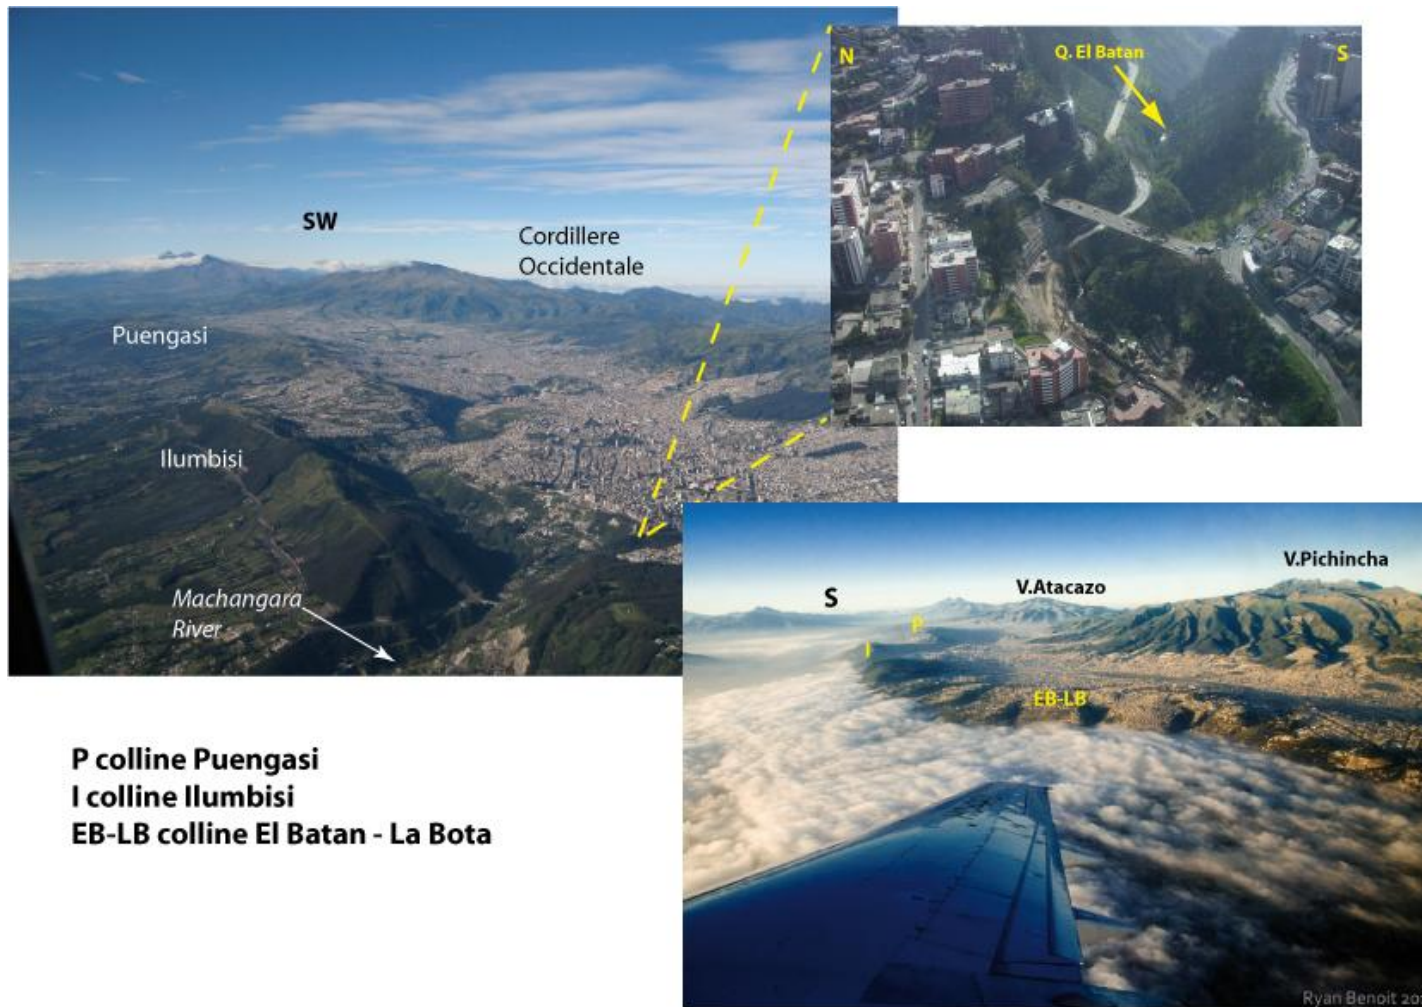 SW
Cordillere
Occidentale
Puengasi
Ilumbisi
Machangara
River
N
Q. El Batan
S
V.Pichincha
V.Atacazo
S
P
I
EB-LB
P colline Puengasi
I colline Ilumbisi
EB-LB colline El Batan - La Bota
Ryan Benoit